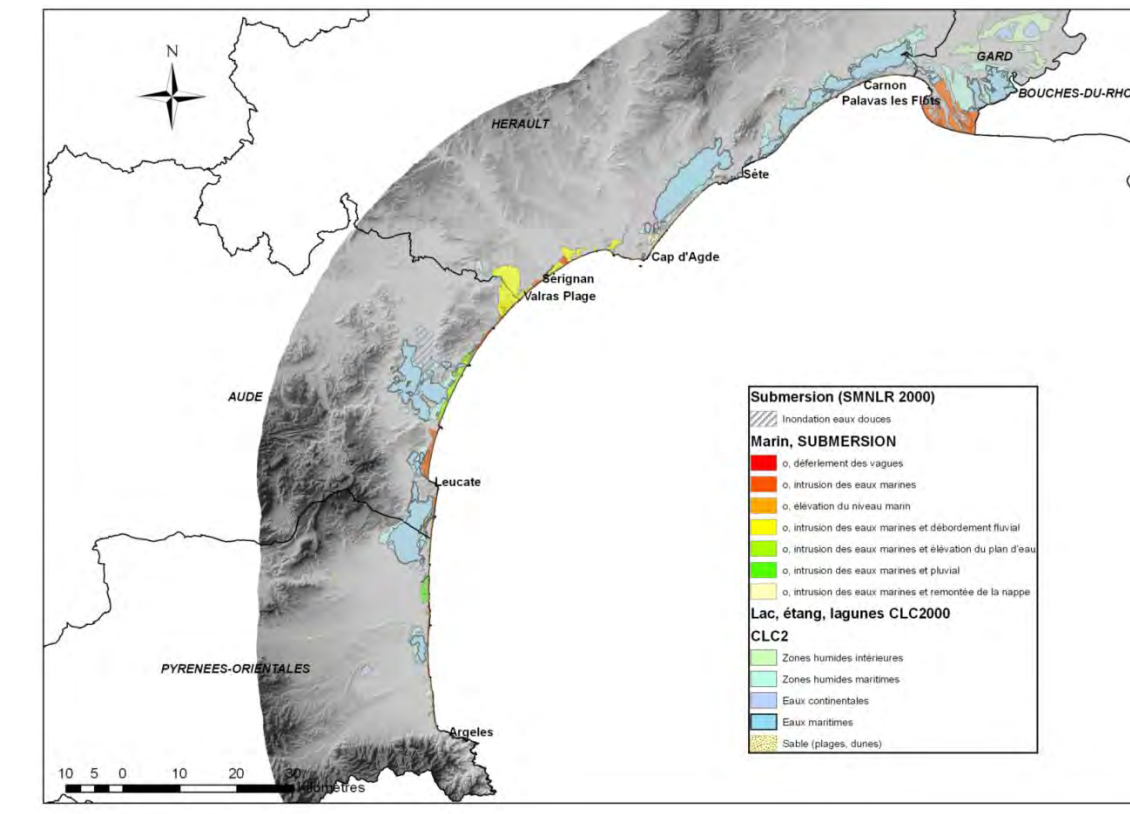 N
GARD
BOUCHES-DU-RHO
Carnon
Palavas les Flots
HERAULT
Séte
Cap d'Agde
Sérignan
Valras Plage
AUDE
Leucate
PYRENEES-ORIENTALES
Argeles
10 5 0 10 20 30
Kilomètres
Submersion (SMNLR 2000)
Inondation eaux douces
Marin, SUBMERSION
o, déferlement des vagues
o, intrusion des eaux marines
o, élévation du niveau marin
o, intrusion des eaux marines et débordement fluvial
o, intrusion des eaux marines et élévation du plan d'eau
o, intrusion des eaux marines et pluvial
o, intrusion des eaux marines et remontée de la nappe
Lac, étang, lagunes CLC2000
CLC2
Zones humides intérieures
Zones humides maritimes
Eaux continentales
Eaux maritimes
Sable (plages, dunes)